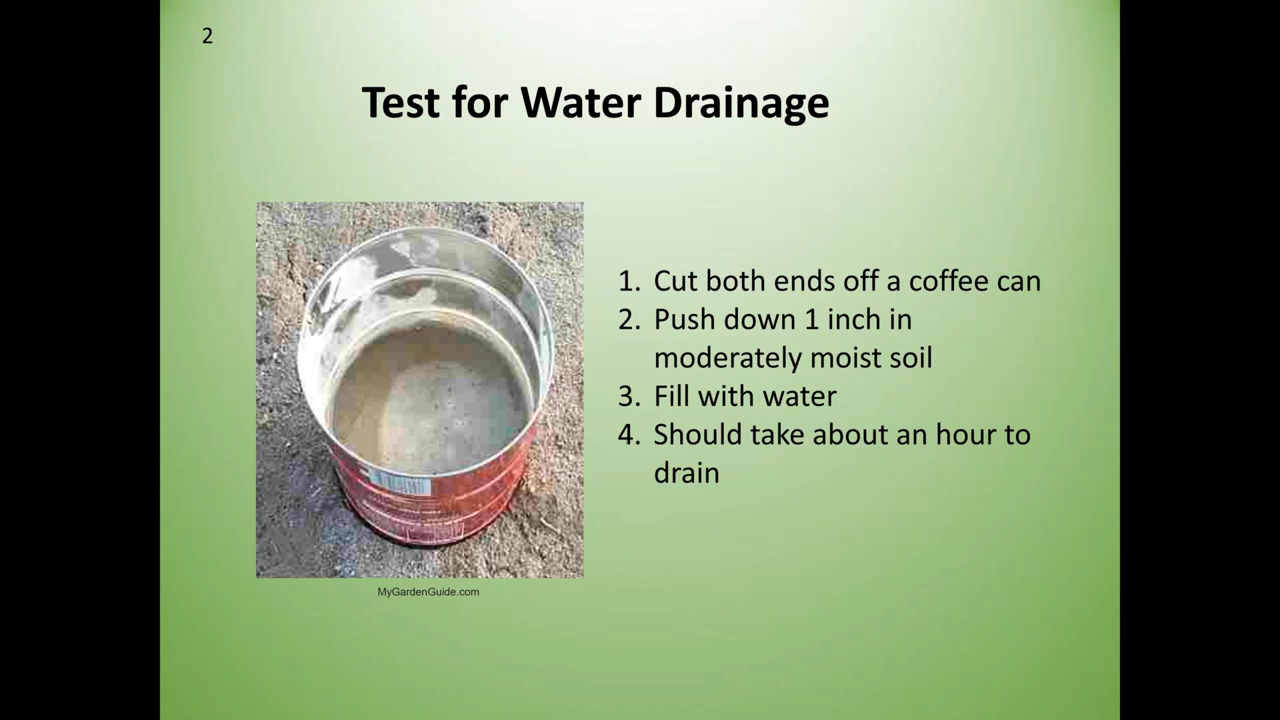 2
Test for Water Drainage
1. Cut both ends off a coffee can
2. Push down 1 inch in
moderately moist soil
3. Fill with water
4. Should take about an hour to
drain
MyGardenGuide.com